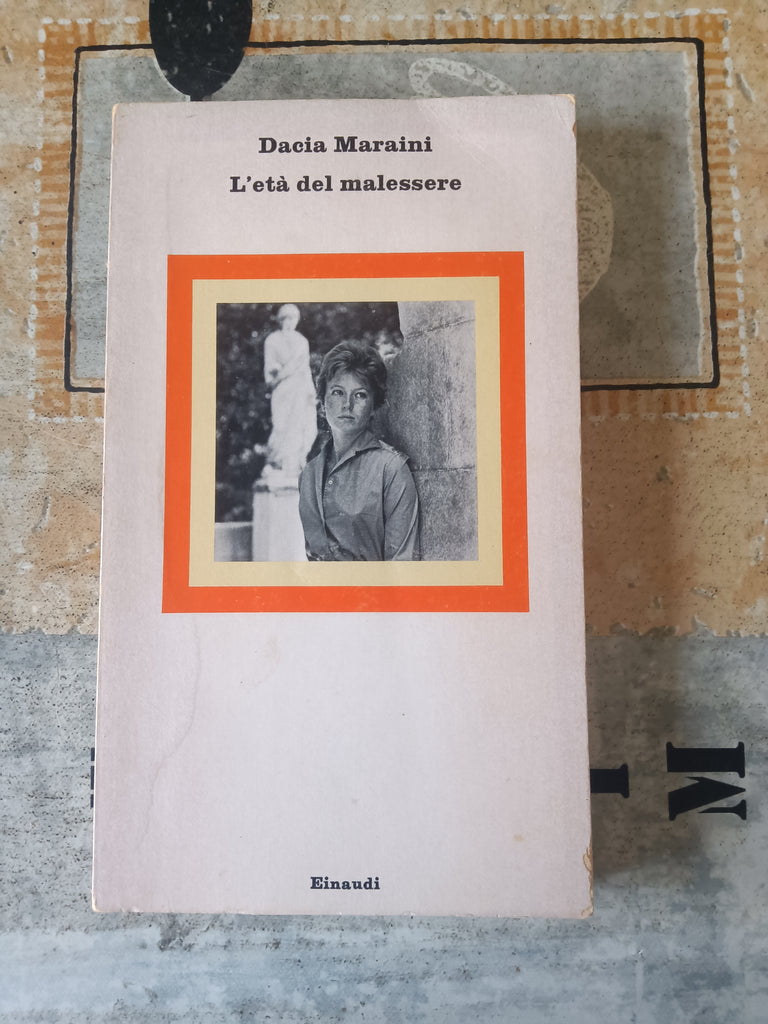 Dacia Maraini
L'età del malessere
M
Einaudi